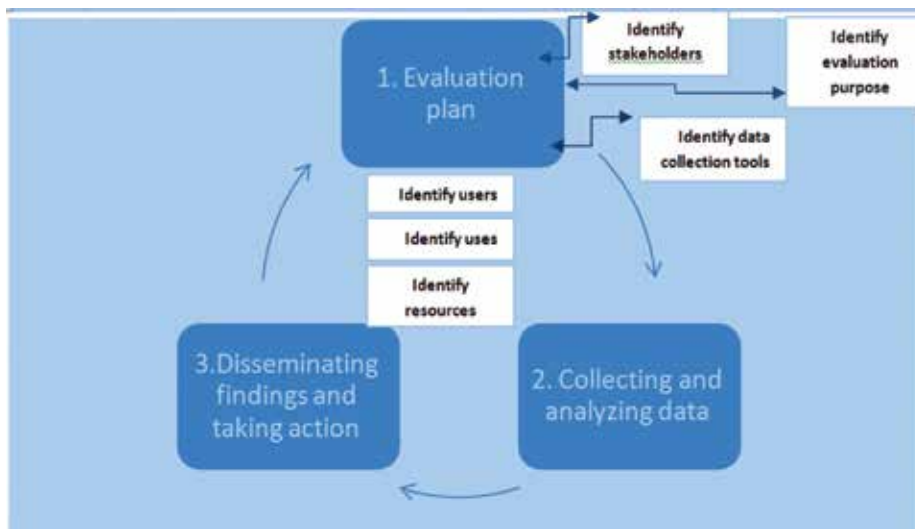 1. Evaluation
plan
Identify
stakeholders
Identify
evaluation
purpose
Identify data
collection tools
Identify users
Identify uses
Identify
resources
2. Collecting and
analyzing data
3.Disseminating
findings and
taking action